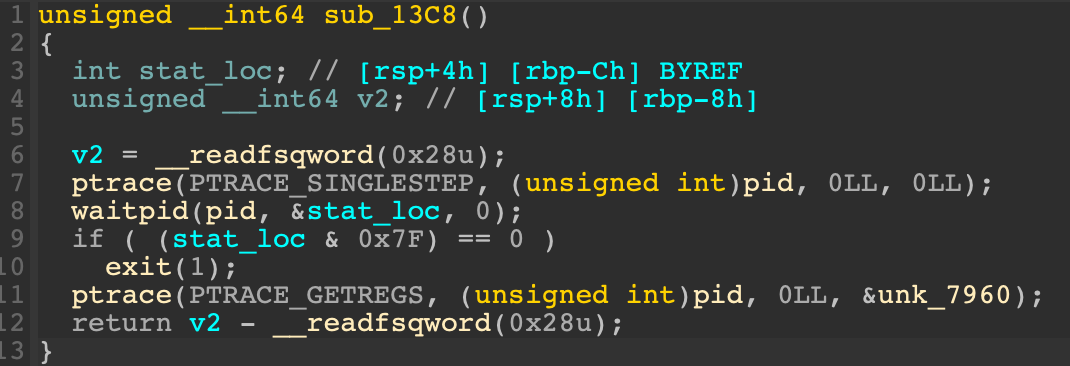 1 unsigned __int64 sub_13C8()
2 {
3   int stat_loc; // [rsp+4h] [rbp-Ch] BYREF
4   unsigned __int64 v2; // [rsp+8h] [rbp-8h]
5
6   v2 = __readfsqword(0x28u);
7   ptrace(PTRACE_SINGLESTEP, (unsigned int)pid, 0LL, 0LL);
8   waitpid(pid, &stat_loc, 0);
9   if ( (stat_loc & 0x7F) == 0 )
10     exit(1);
11   ptrace(PTRACE_GETREGS, (unsigned int)pid, 0LL, &unk_7960);
12   return v2 - __readfsqword(0x28u);
13 }